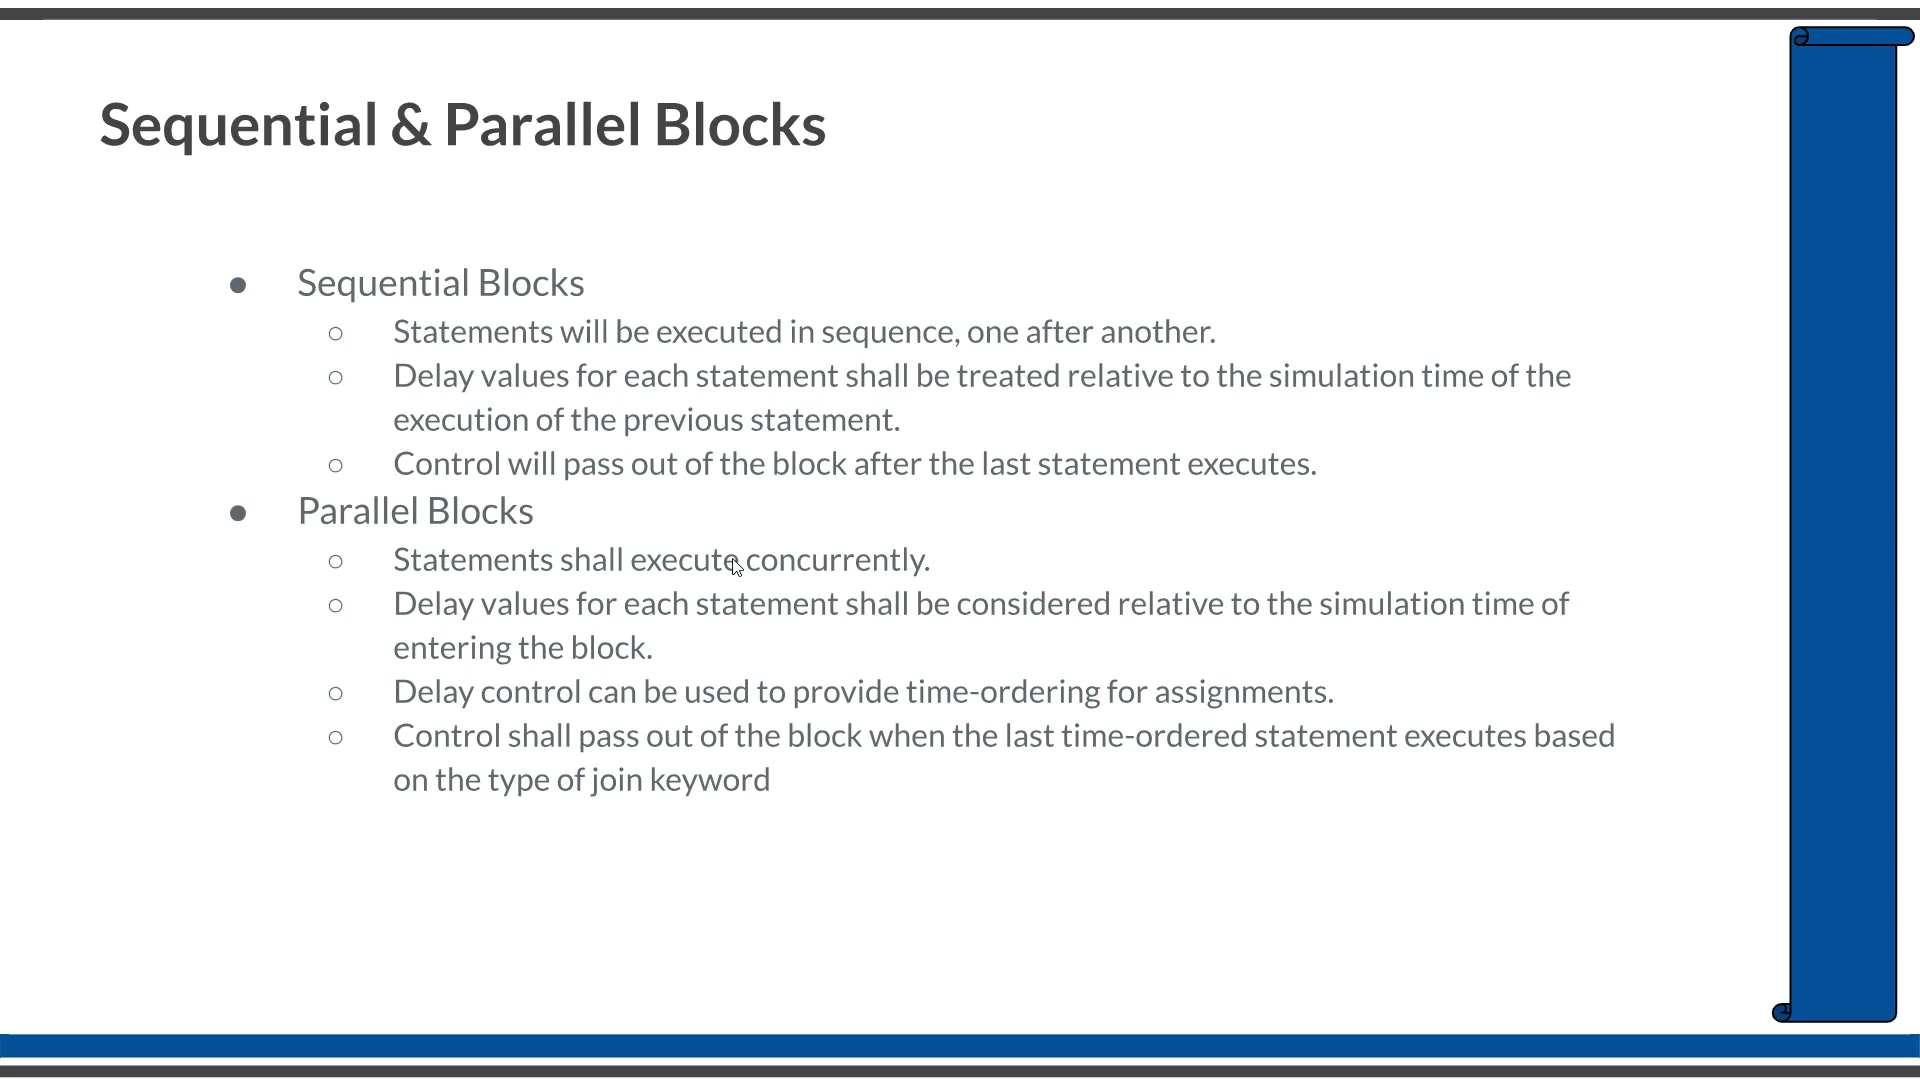 Sequential & Parallel Blocks
● Sequential Blocks
○ Statements will be executed in sequence, one after another.
○ Delay values for each statement shall be treated relative to the simulation time of the
execution of the previous statement.
○ Control will pass out of the block after the last statement executes.
● Parallel Blocks
○ Statements shall execute concurrently.
○ Delay values for each statement shall be considered relative to the simulation time of
entering the block.
○ Delay control can be used to provide time-ordering for assignments.
○ Control shall pass out of the block when the last time-ordered statement executes based
on the type of join keyword